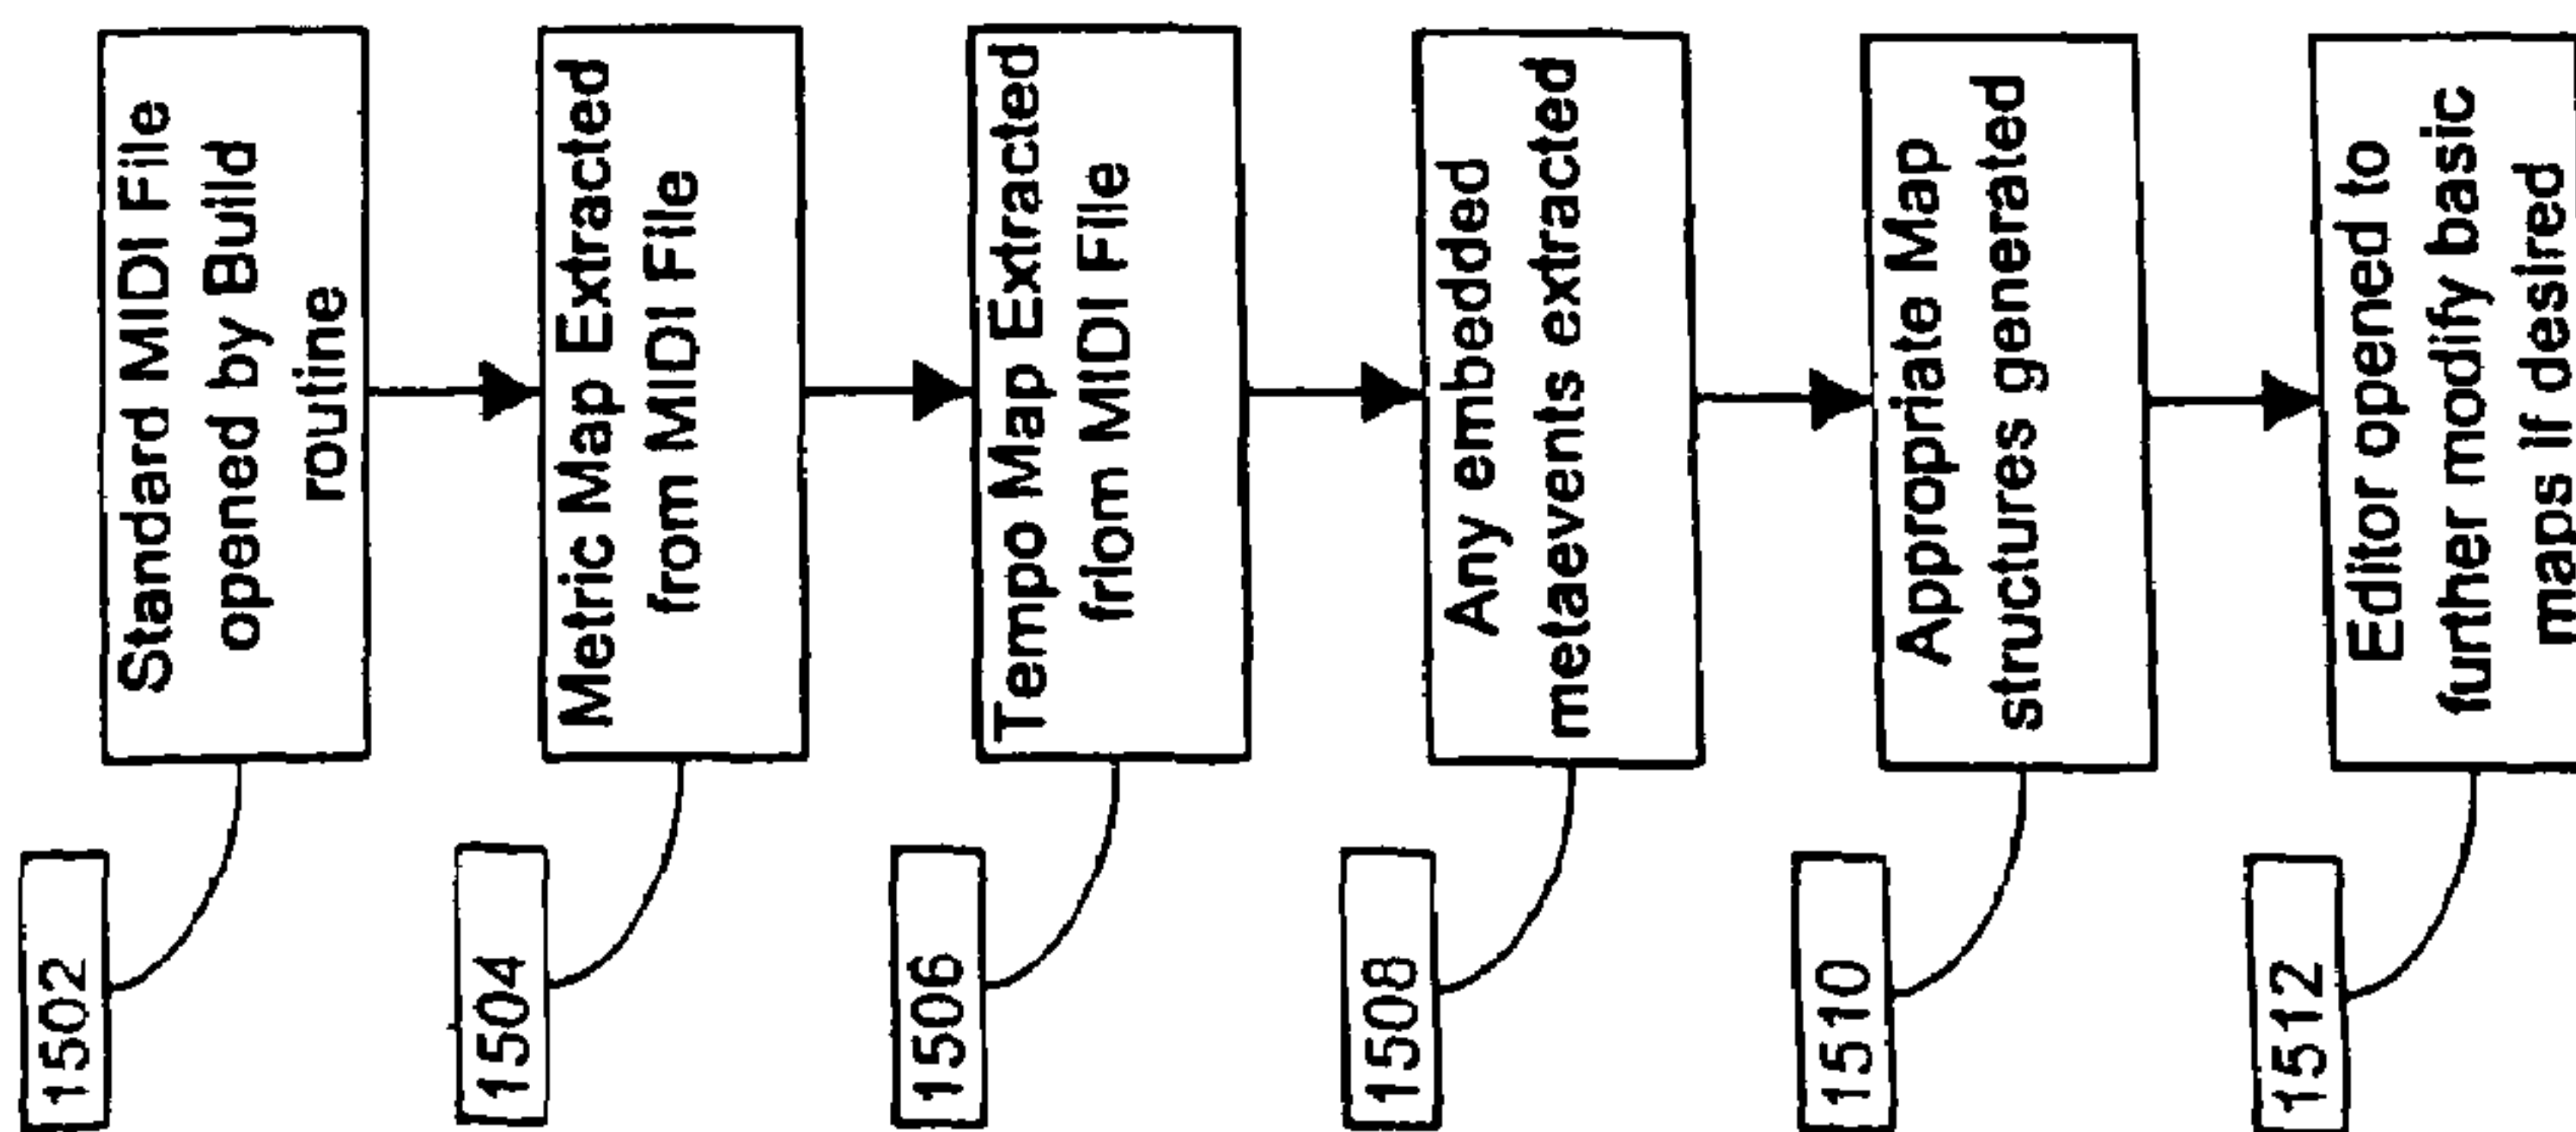 1502
Standard MIDI File
opened by Build
routine
1504
Metric Map Extracted
from MIDI File
1506
Tempo Map Extracted
friom MIDI File
1508
Any embedded
metaevents extracted
1510
Appropriate Map
structures generated
1512
Editor opened to
further modify basic
maps if desired